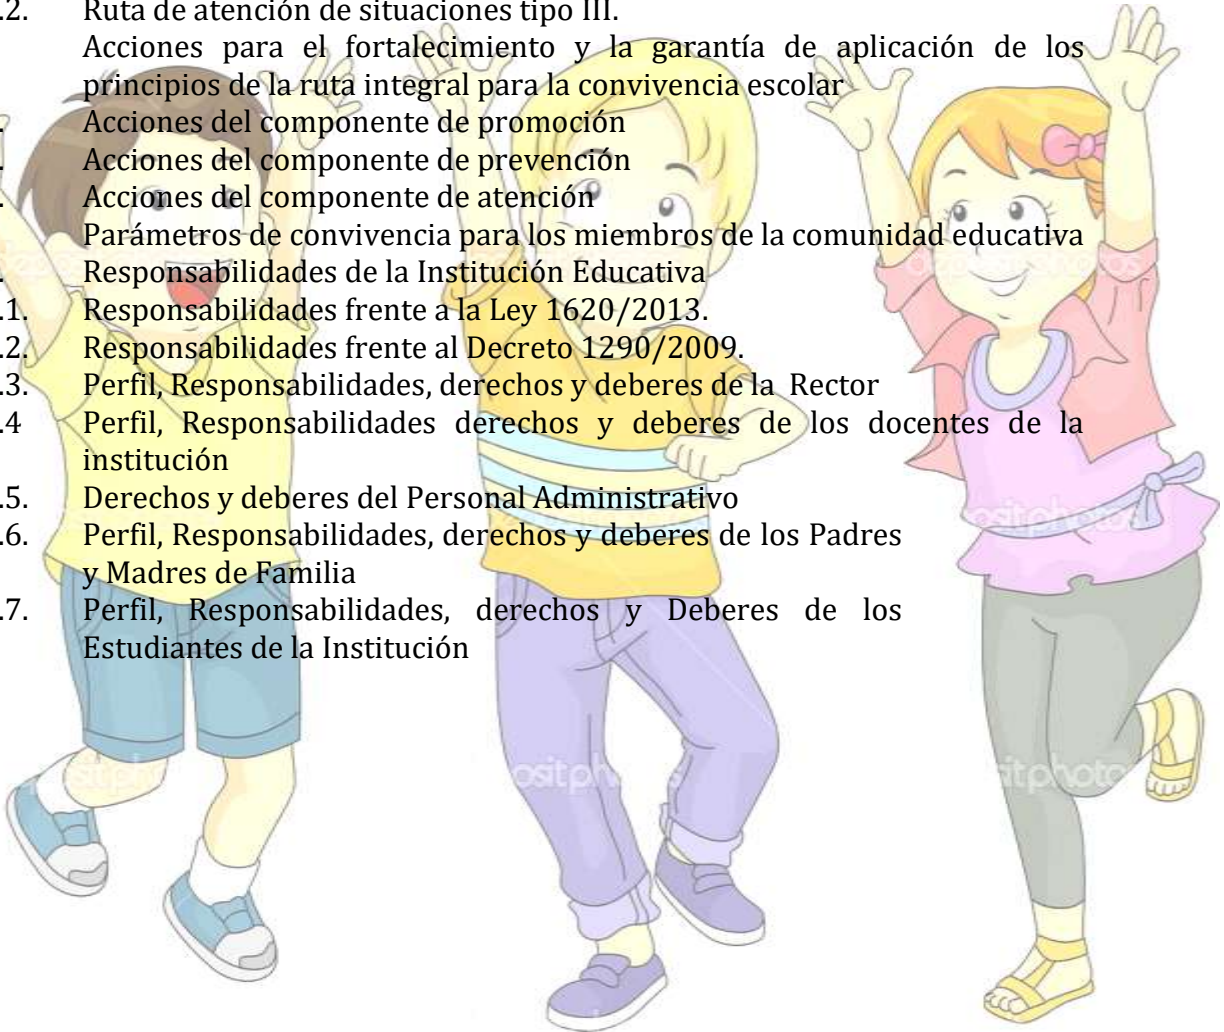 .2. Ruta de atención de situaciones tipo III.
Acciones para el fortalecimiento y la garantía de aplicación de los
principios de la ruta integral para la convivencia escolar
. Acciones del componente de promoción
. Acciones del componente de prevención
. Acciones del componente de atención
Parámetros de convivencia para los miembros de la comunidad educativa
. Responsabilidades de la Institución Educativa
.1. Responsabilidades frente a la Ley 1620/2013.
.2. Responsabilidades frente al Decreto 1290/2009.
.3. Perfil, Responsabilidades, derechos y deberes de la Rector
.4 Perfil, Responsabilidades derechos y deberes de los docentes de la
institución
.5. Derechos y deberes del Personal Administrativo
.6. Perfil, Responsabilidades, derechos y deberes de los Padres
y Madres de Familia
.7. Perfil, Responsabilidades, derechos y Deberes de los
Estudiantes de la Institución